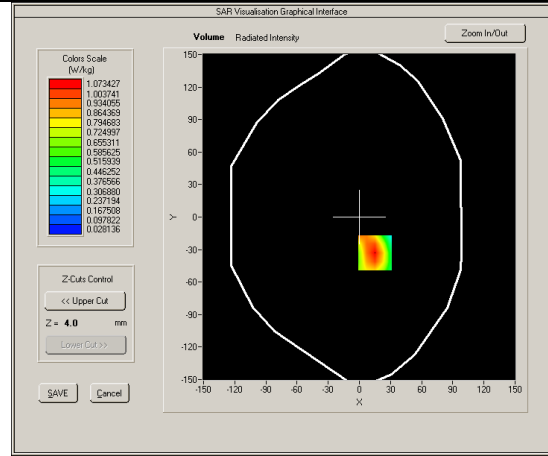 SAR Visualisation Graphical Interface
Volume Radiated Intensity
Zoom In/Out
Colors Scale
(W/kg)
1.073427
1.003741
0.934055
0.864369
0.794683
0.724997
0.655311
0.585625
0.515939
0.446252
0.376566
0.306880
0.237194
0.167508
0.097822
0.028136
Z-Cuts Control
<< Upper Cut
Z = 4.0 mm
Lower Cut >>
SAVE
Cancel
150
120
90
60
30
0
-30
-60
-90
-120
-150
Y
-150 -120 -90 -60 -30 0 30 60 90 120 150
X